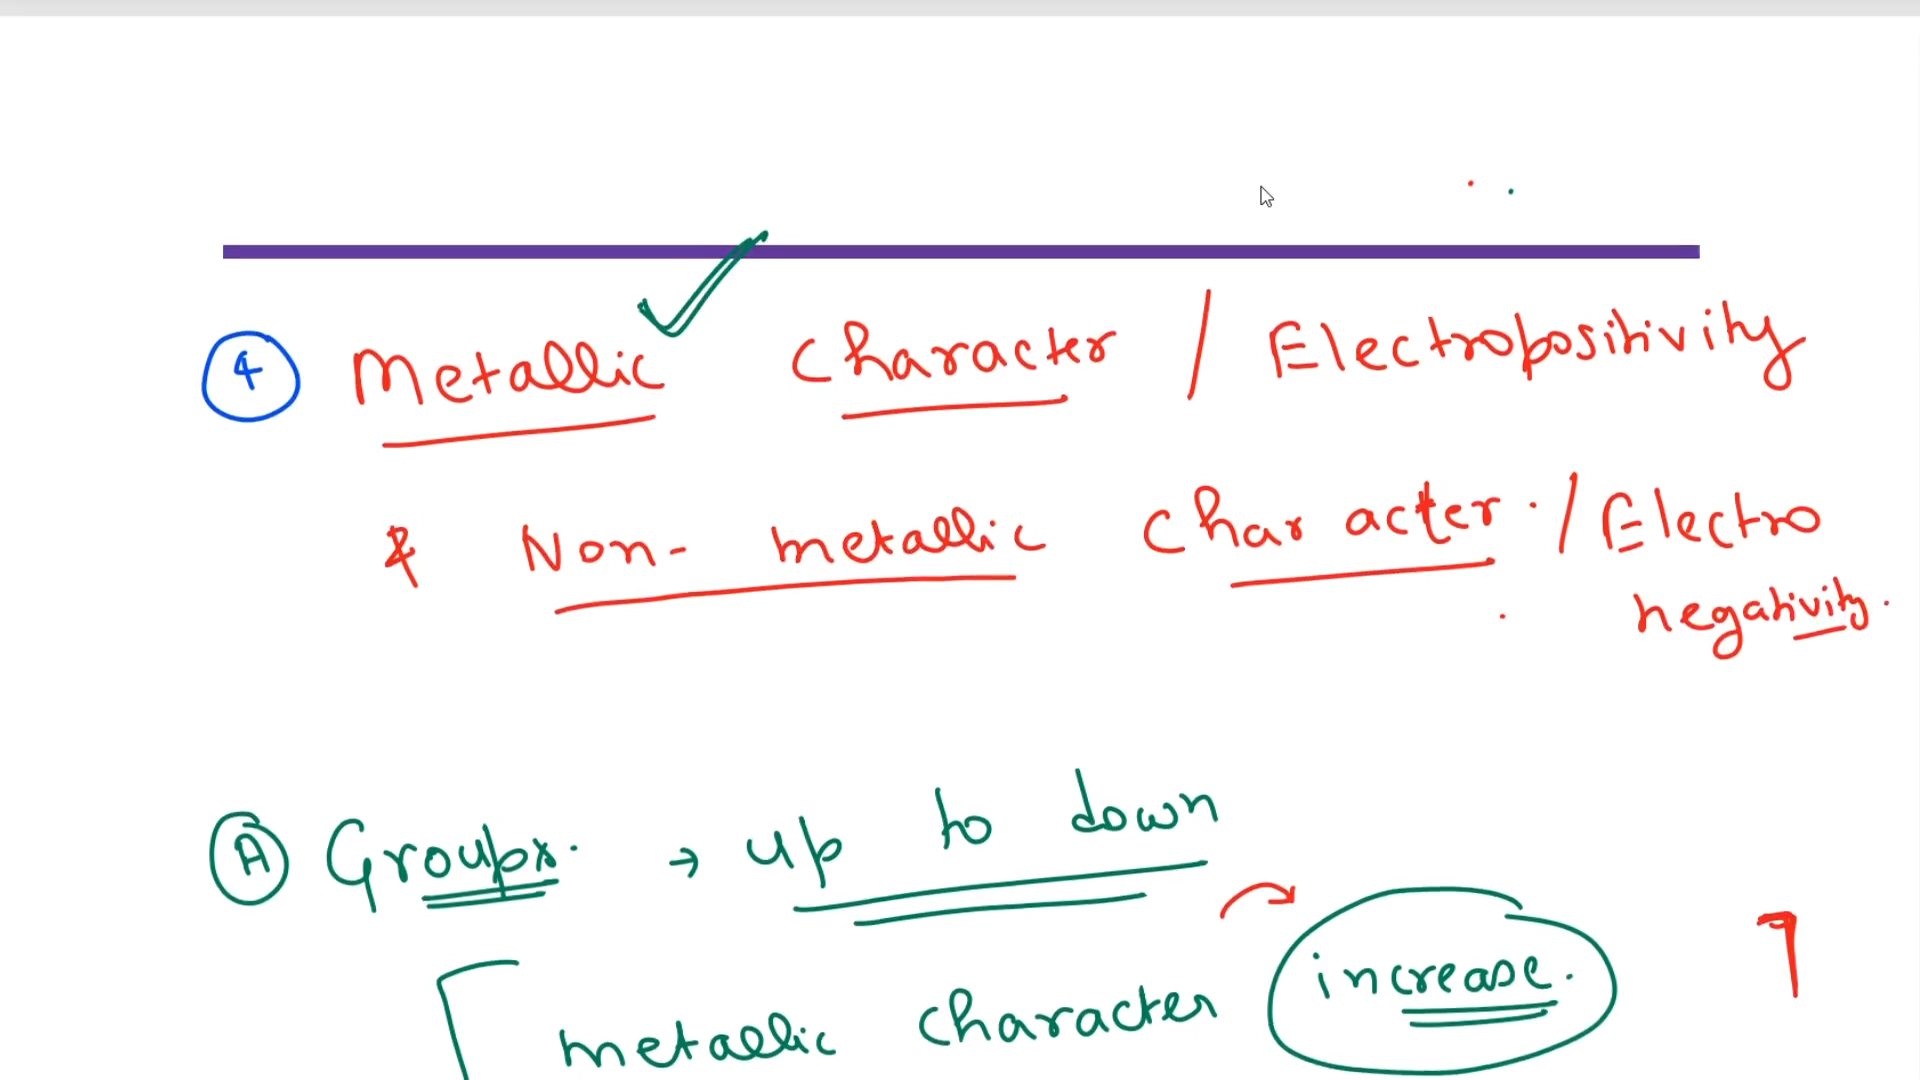 4 Metallic Character / Electropositivity
& Non-metallic Character. / Electro
negativity.
A Groups. → up to down
metallic character increase.